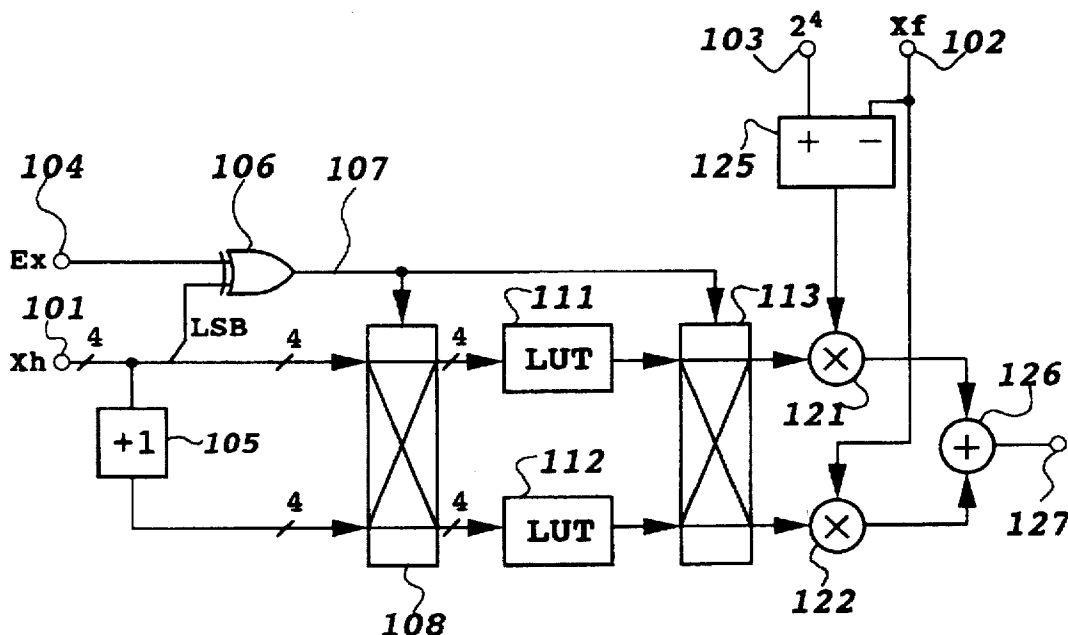 2⁴ Xf
103 102
+ −
125
104 106 107
Ex
101 LSB 111 113
Xh 4 4 4 LUT × 121 126
+1 105 112 +
4 4 LUT × 127
108 122